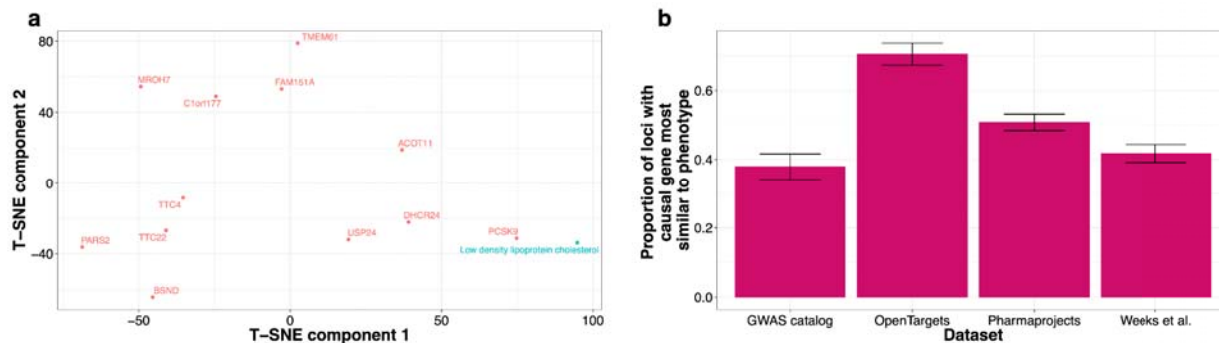 a
T-SNE component 2
80
40
0
-40
TMEM61
MROH7
FAM151A
C1orf177
ACOT11
TTC4
DHCR24
TTC22
USP24
PCSK9
PARS2
Low density lipoprotein cholesterol
BSND
-50
0
50
100
T-SNE component 1
b
Proportion of loci with
causal gene most
similar to phenotype
0.6
0.4
0.2
0.0
GWAS catalog
OpenTargets
Pharmaprojects
Weeks et al.
Dataset